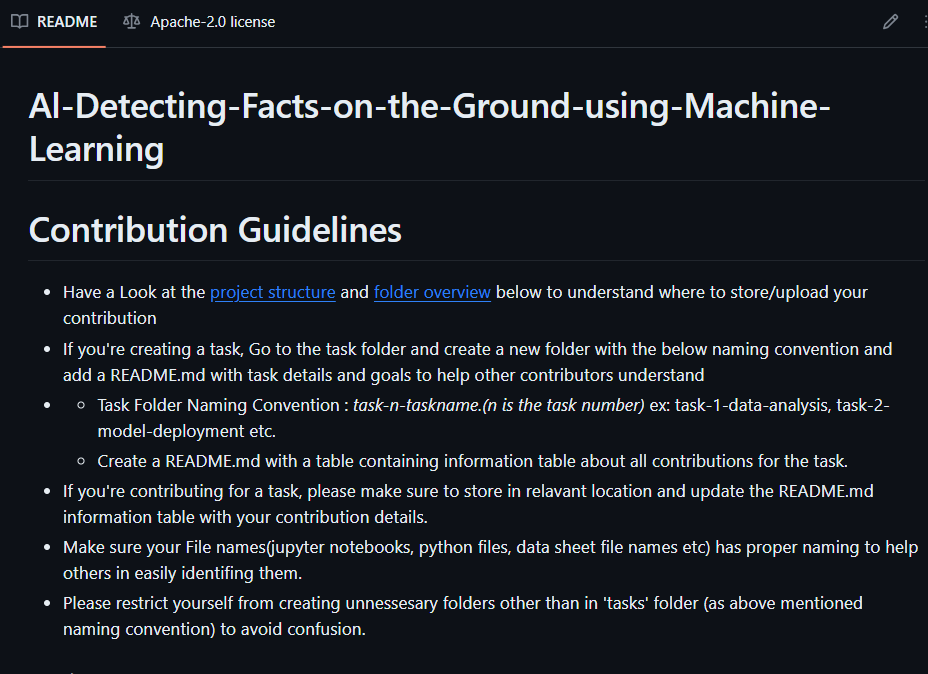 README Apache-2.0 license
Al-Detecting-Facts-on-the-Ground-using-Machine-
Learning
Contribution Guidelines
• Have a Look at the project structure and folder overview below to understand where to store/upload your
contribution
• If you're creating a task, Go to the task folder and create a new folder with the below naming convention and
add a README.md with task details and goals to help other contributors understand
• ○ Task Folder Naming Convention : task-n-taskname.(n is the task number) ex: task-1-data-analysis, task-2-
model-deployment etc.
○ Create a README.md with a table containing information table about all contributions for the task.
• If you're contributing for a task, please make sure to store in relavant location and update the README.md
information table with your contribution details.
• Make sure your File names(jupyter notebooks, python files, data sheet file names etc) has proper naming to help
others in easily identifing them.
• Please restrict yourself from creating unnessesary folders other than in 'tasks' folder (as above mentioned
naming convention) to avoid confusion.